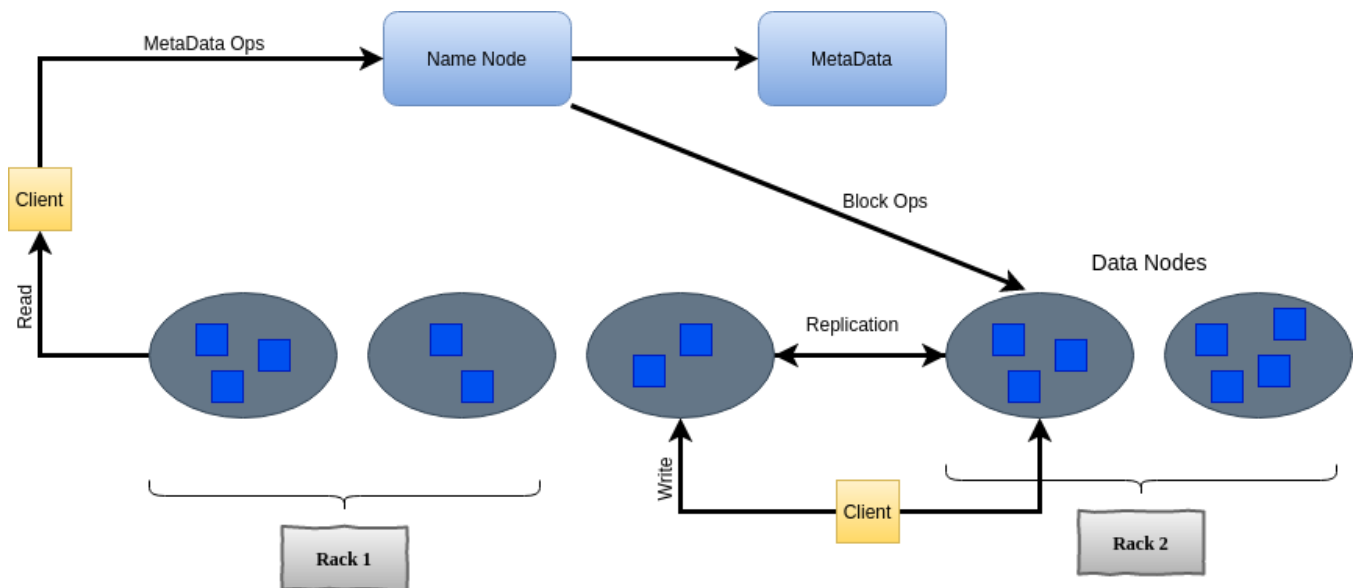 MetaData Ops
Name Node
MetaData
Client
Block Ops
Data Nodes
Read
Replication
Write
Client
Rack 1
Rack 2